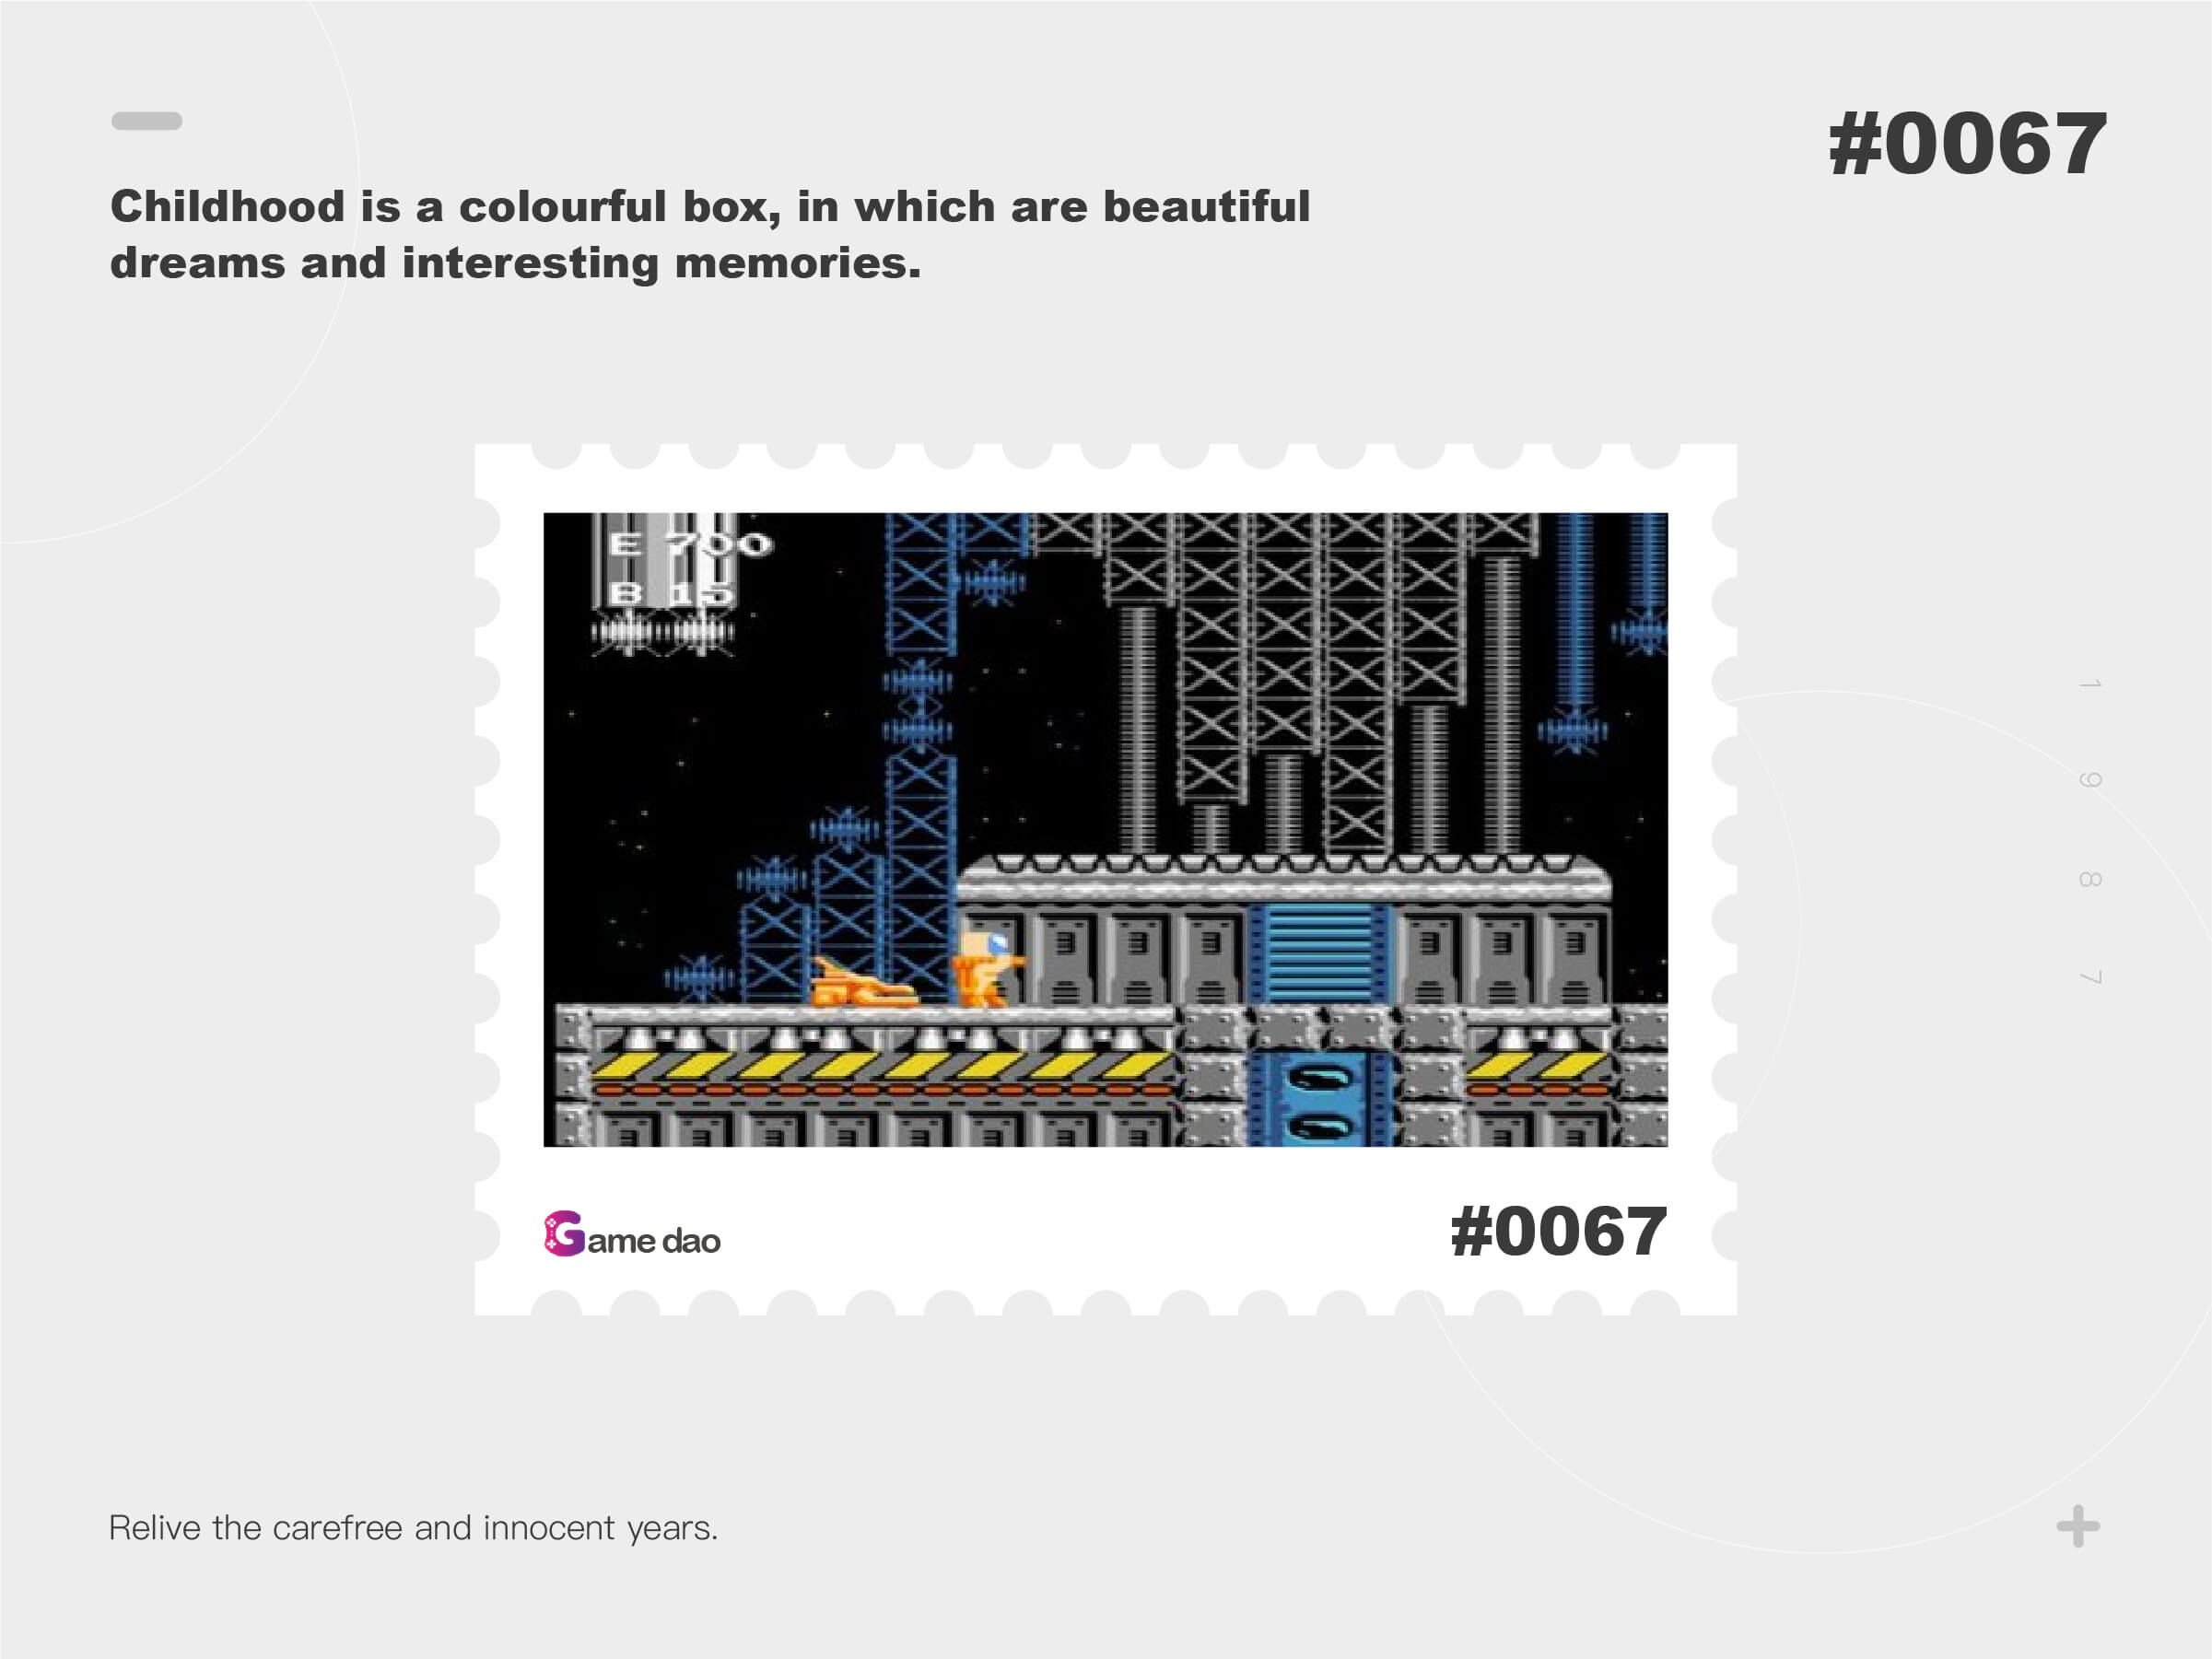 #0067
Childhood is a colourful box, in which are beautiful
dreams and interesting memories.
E 700
B 15
1 9 8 7
Game dao
#0067
Relive the carefree and innocent years.